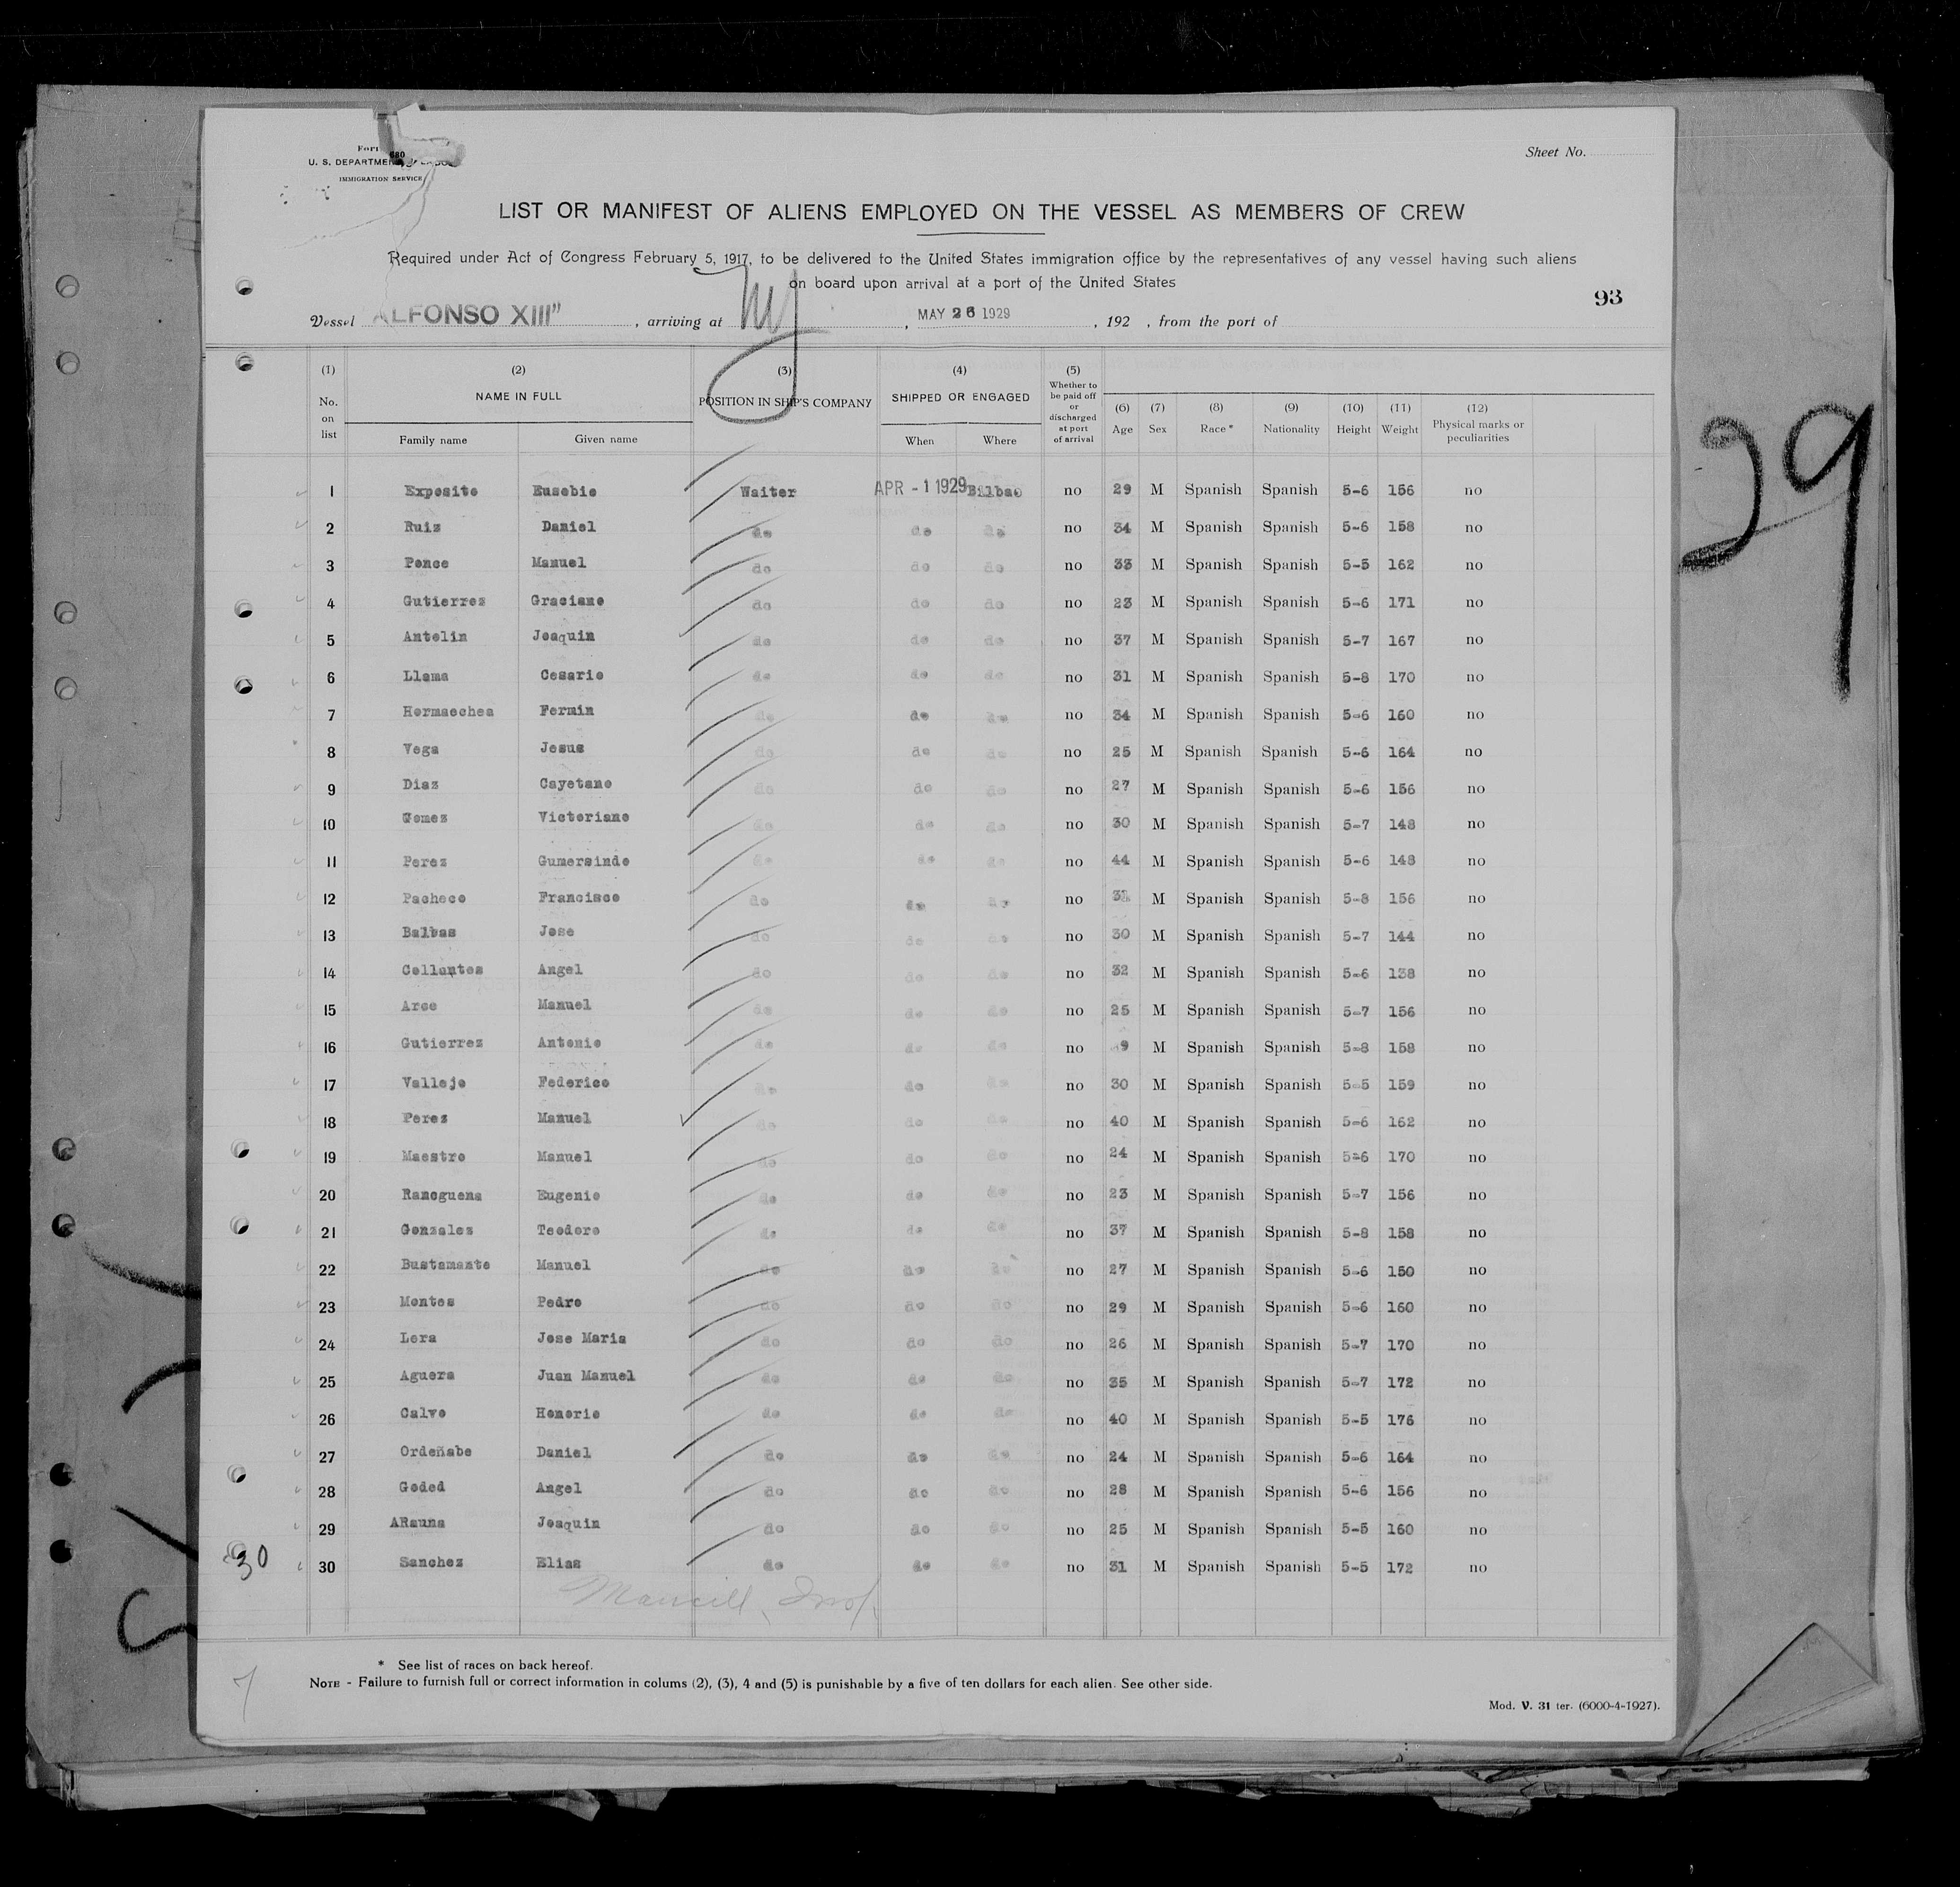 Form 680
U. S. DEPARTMENT OF LABOR
IMMIGRATION SERVICE
Sheet No.
LIST OR MANIFEST OF ALIENS EMPLOYED ON THE VESSEL AS MEMBERS OF CREW
Required under Act of Congress February 5, 1917, to be delivered to the United States immigration office by the representatives of any vessel having such aliens
on board upon arrival at a port of the United States
93
Vessel ALFONSO XIII" , arriving at NY , MAY 26 1929 , 192 , from the port of
29
(1) (2) (3) (4) (5)
No. on list NAME IN FULL POSITION IN SHIP'S COMPANY SHIPPED OR ENGAGED Whether to be paid off or discharged at port of arrival (6) Age (7) Sex (8) Race * (9) Nationality (10) Height (11) Weight (12) Physical marks or peculiarities
Family name Given name When Where
1 Exposito Eusebio Waiter APR - 1 1929 Bilbao no 29 M Spanish Spanish 5-6 156 no
2 Ruiz Daniel do do do no 34 M Spanish Spanish 5-6 158 no
3 Ponce Manuel do do do no 33 M Spanish Spanish 5-5 162 no
4 Gutierrez Graciano do do do no 23 M Spanish Spanish 5-6 171 no
5 Antolin Joaquin do do do no 37 M Spanish Spanish 5-7 167 no
6 Llama Cesario do do do no 31 M Spanish Spanish 5-8 170 no
7 Hormaechea Fermin do do do no 34 M Spanish Spanish 5-6 160 no
8 Vega Jesus do do do no 25 M Spanish Spanish 5-6 164 no
9 Diaz Cayetano do do do no 27 M Spanish Spanish 5-6 156 no
10 Gomez Victoriano do do do no 30 M Spanish Spanish 5-7 148 no
11 Perez Gumersindo do do do no 44 M Spanish Spanish 5-6 148 no
12 Pacheco Francisco do do do no M Spanish Spanish 5-8 156 no
13 Balbas Jose do do do no 30 M Spanish Spanish 5-7 144 no
14 Collantes Angel do do do no 32 M Spanish Spanish 5-6 138 no
15 Arce Manuel do do do no 25 M Spanish Spanish 5-7 156 no
16 Gutierrez Antonio do do do no M Spanish Spanish 5-8 158 no
17 Vallejo Federico do do do no 30 M Spanish Spanish 5-5 159 no
18 Perez Manuel do do do no 40 M Spanish Spanish 5-6 162 no
19 Maestro Manuel do do do no 24 M Spanish Spanish 5-6 170 no
20 Ranoguena Eugenio do do do no 23 M Spanish Spanish 5-7 156 no
21 Gonzalez Teodoro do do do no 37 M Spanish Spanish 5-8 158 no
22 Bustamante Manuel do do do no 27 M Spanish Spanish 5-6 150 no
23 Montes Pedro do do do no 29 M Spanish Spanish 5-6 160 no
24 Lera Jose Maria do do do no 26 M Spanish Spanish 5-7 170 no
25 Aguera Juan Manuel do do do no 35 M Spanish Spanish 5-7 172 no
26 Calvo Honorio do do do no 40 M Spanish Spanish 5-5 176 no
27 Ordeñabe Daniel do do do no 24 M Spanish Spanish 5-6 164 no
28 Goded Angel do do do no 28 M Spanish Spanish 5-6 156 no
29 ARauna Joaquin do do do no 25 M Spanish Spanish 5-5 160 no
30 30 Sanchez Elias do do do no 31 M Spanish Spanish 5-5 172 no
* See list of races on back hereof.
NOTE - Failure to furnish full or correct information in colums (2), (3), 4 and (5) is punishable by a five of ten dollars for each alien. See other side.
Mod. V. 31 ter. (6000-4-1927).